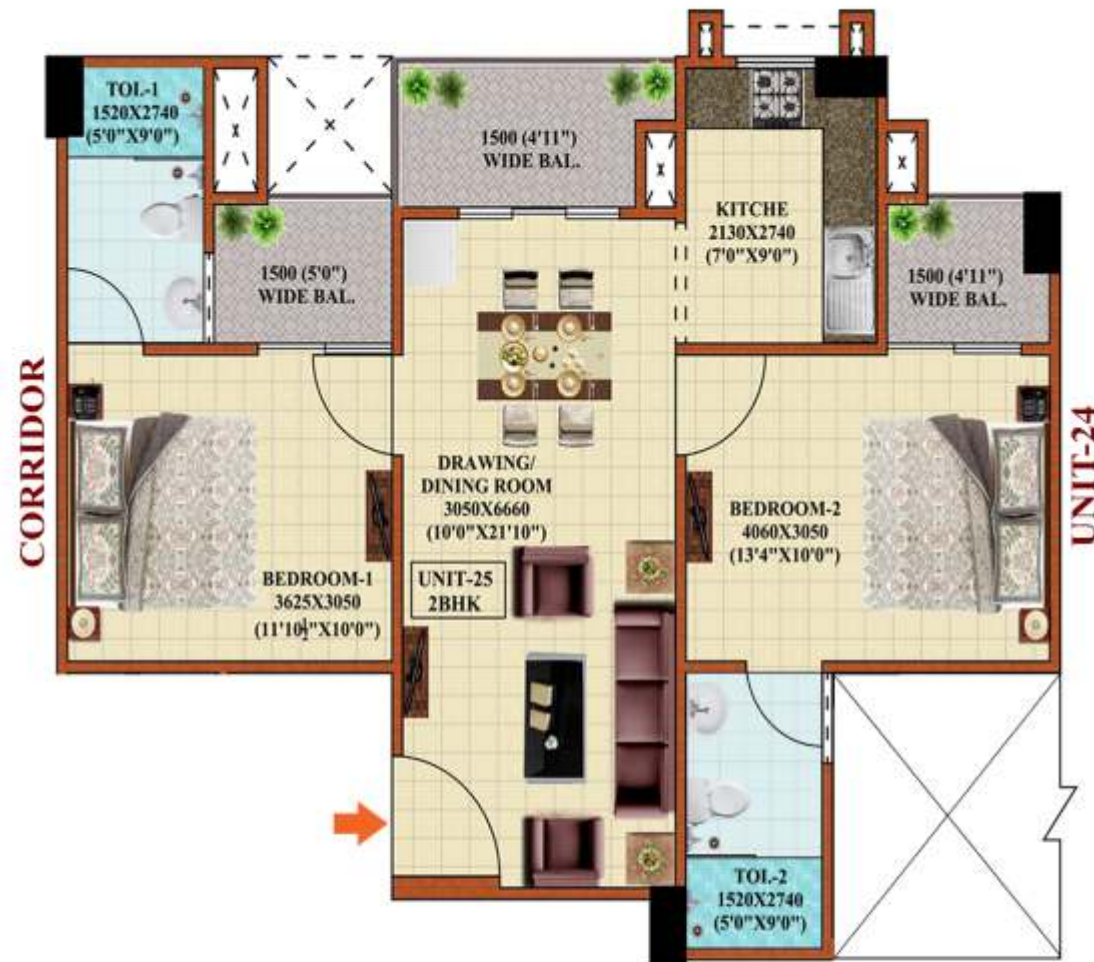 TOL-1
1520X2740
(5'0"X9'0")
1500 (4'11")
WIDE BAL.
KITCHE
2130X2740
(7'0"X9'0")
1500 (5'0")
WIDE BAL.
1500 (4'11")
WIDE BAL.
CORRIDOR
UNIT-24
DRAWING/
DINING ROOM
3050X6660
(10'0"X21'10")
BEDROOM-2
4060X3050
(13'4"X10'0")
BEDROOM-1
3625X3050
(11'10½"X10'0")
UNIT-25
2BHK
TOL-2
1520X2740
(5'0"X9'0")